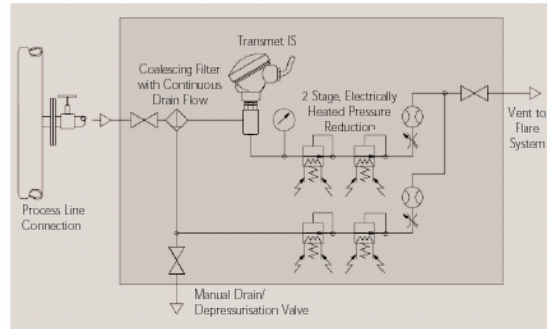 Transmet IS
Coalescing Filter
with Continuous
Drain Flow
2 Stage, Electrically
Heated Pressure
Reduction
Vent to
Flare
System
Process Line
Connection
Manual Drain/
Depressurisation Valve